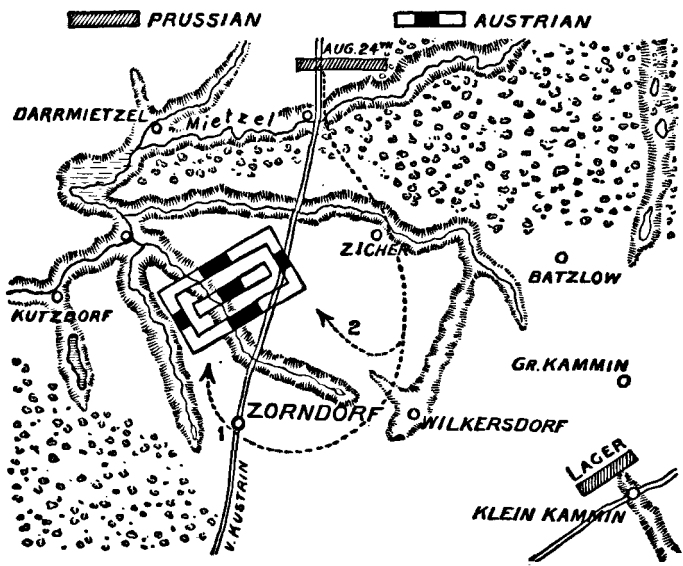 PRUSSIAN
AUSTRIAN
AUG. 24TH
DARRMIETZEL
Mietzel
ZICHER
BATZLOW
KUTZDORF
2
GR. KAMMIN
1
ZORNDORF
WILKERSDORF
LAGER
KLEIN KAMMIN
V. KUSTRIN